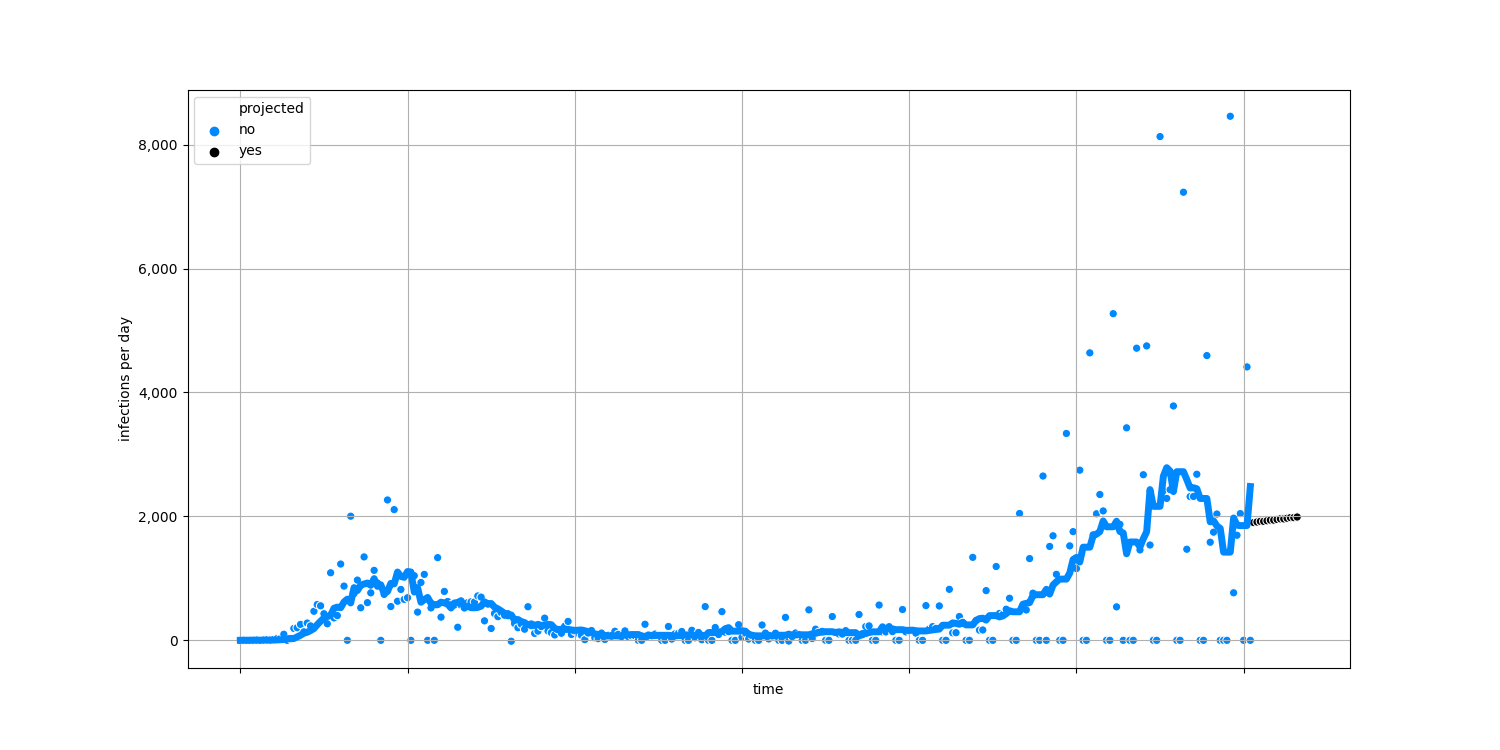 projected
no
yes
8,000
6,000
4,000
2,000
0
infections per day
time